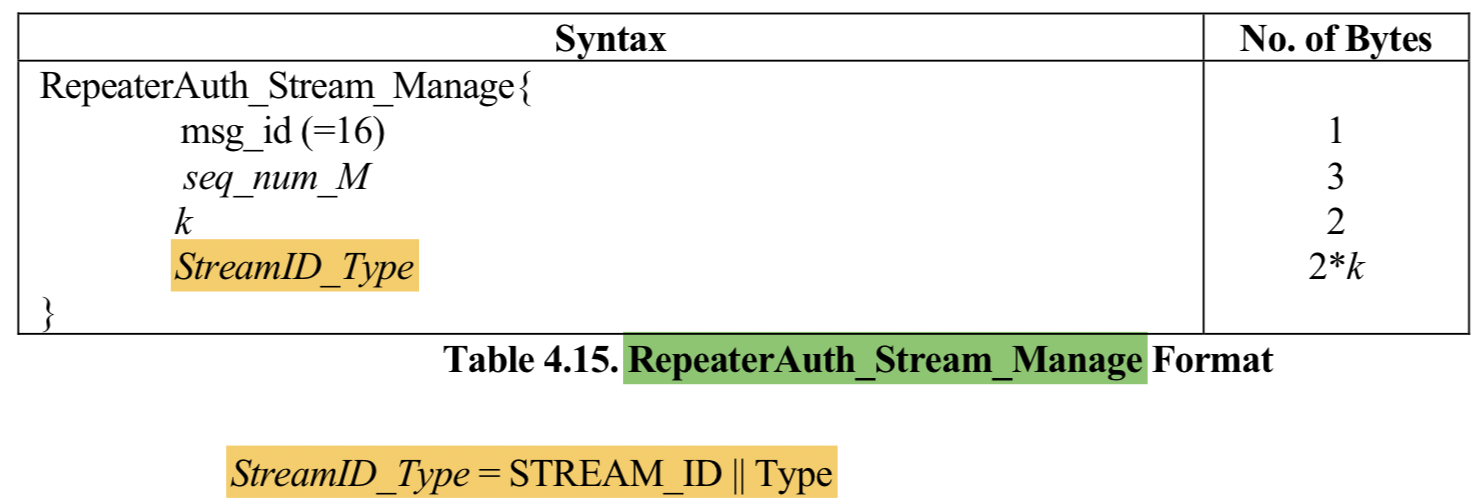 Syntax No. of Bytes
RepeaterAuth_Stream_Manage{
msg_id (=16) 1
seq_num_M 3
k 2
StreamID_Type 2*k
}
Table 4.15. RepeaterAuth_Stream_Manage Format
StreamID_Type = STREAM_ID || Type